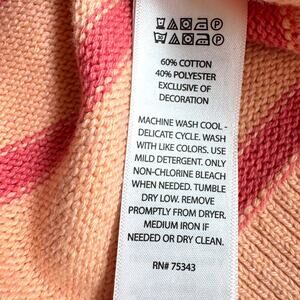 60% COTTON
40% POLYESTER
EXCLUSIVE OF
DECORATION
MACHINE WASH COOL -
DELICATE CYCLE. WASH
WITH LIKE COLORS. USE
MILD DETERGENT. ONLY
NON-CHLORINE BLEACH
WHEN NEEDED. TUMBLE
DRY LOW. REMOVE
PROMPTLY FROM DRYER.
MEDIUM IRON IF
NEEDED OR DRY CLEAN.
RN# 75343